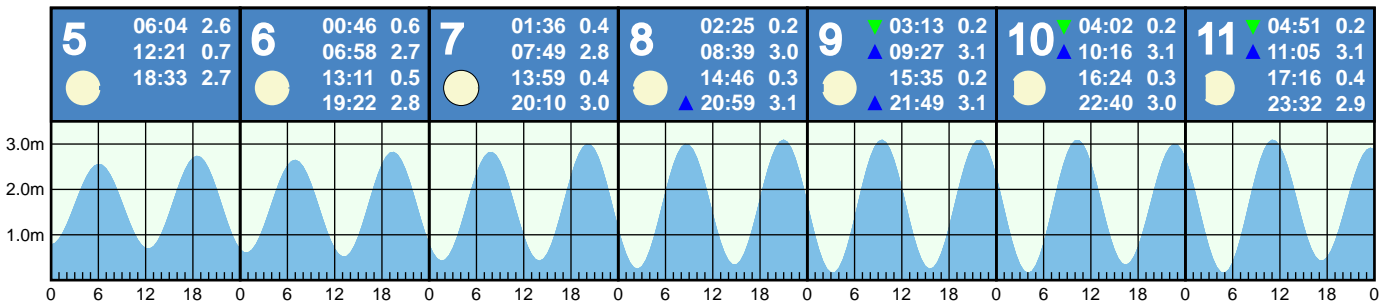 5
06:04 2.6
12:21 0.7
18:33 2.7
6
00:46 0.6
06:58 2.7
13:11 0.5
19:22 2.8
7
01:36 0.4
07:49 2.8
13:59 0.4
20:10 3.0
8
02:25 0.2
08:39 3.0
14:46 0.3
▲ 20:59 3.1
9
▼ 03:13 0.2
▲ 09:27 3.1
15:35 0.2
▲ 21:49 3.1
10
▼ 04:02 0.2
▲ 10:16 3.1
16:24 0.3
22:40 3.0
11
▼ 04:51 0.2
▲ 11:05 3.1
17:16 0.4
23:32 2.9
3.0m
2.0m
1.0m
0 6 12 18 0 6 12 18 0 6 12 18 0 6 12 18 0 6 12 18 0 6 12 18 0 6 12 18 0